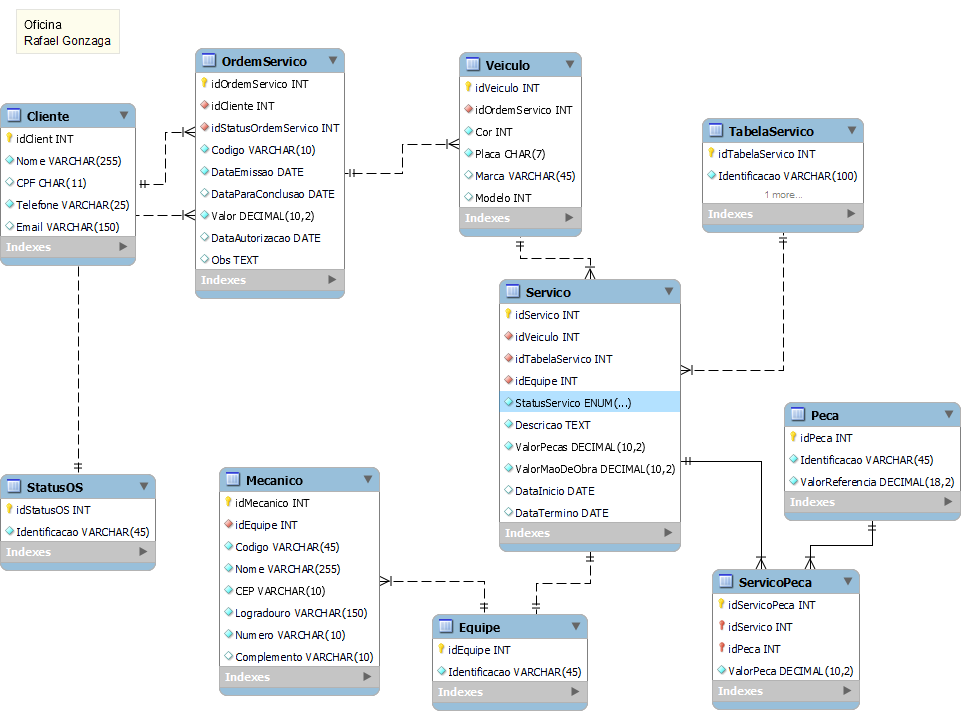 Oficina
Rafael Gonzaga
Cliente
idClient INT
Nome VARCHAR(255)
CPF CHAR(11)
Telefone VARCHAR(25)
Email VARCHAR(150)
Indexes
OrdemServico
idOrdemServico INT
idCliente INT
idStatusOrdemServico INT
Codigo VARCHAR(10)
DataEmissao DATE
DataParaConclusao DATE
Valor DECIMAL(10,2)
DataAutorizacao DATE
Obs TEXT
Indexes
Veiculo
idVeiculo INT
idOrdemServico INT
Cor INT
Placa CHAR(7)
Marca VARCHAR(45)
Modelo INT
Indexes
TabelaServico
idTabelaServico INT
Identificacao VARCHAR(100)
1 more...
Indexes
Servico
idServico INT
idVeiculo INT
idTabelaServico INT
idEquipe INT
StatusServico ENUM(...)
Descricao TEXT
ValorPecas DECIMAL(10,2)
ValorMaoDeObra DECIMAL(10,2)
DataInicio DATE
DataTermino DATE
Indexes
Peca
idPeca INT
Identificacao VARCHAR(45)
ValorReferencia DECIMAL(18,2)
Indexes
StatusOS
idStatusOS INT
Identificacao VARCHAR(45)
Indexes
Mecanico
idMecanico INT
idEquipe INT
Codigo VARCHAR(45)
Nome VARCHAR(255)
CEP VARCHAR(10)
Logradouro VARCHAR(150)
Numero VARCHAR(10)
Complemento VARCHAR(10)
Indexes
Equipe
idEquipe INT
Identificacao VARCHAR(45)
Indexes
ServicoPeca
idServicoPeca INT
idServico INT
idPeca INT
ValorPeca DECIMAL(10,2)
Indexes